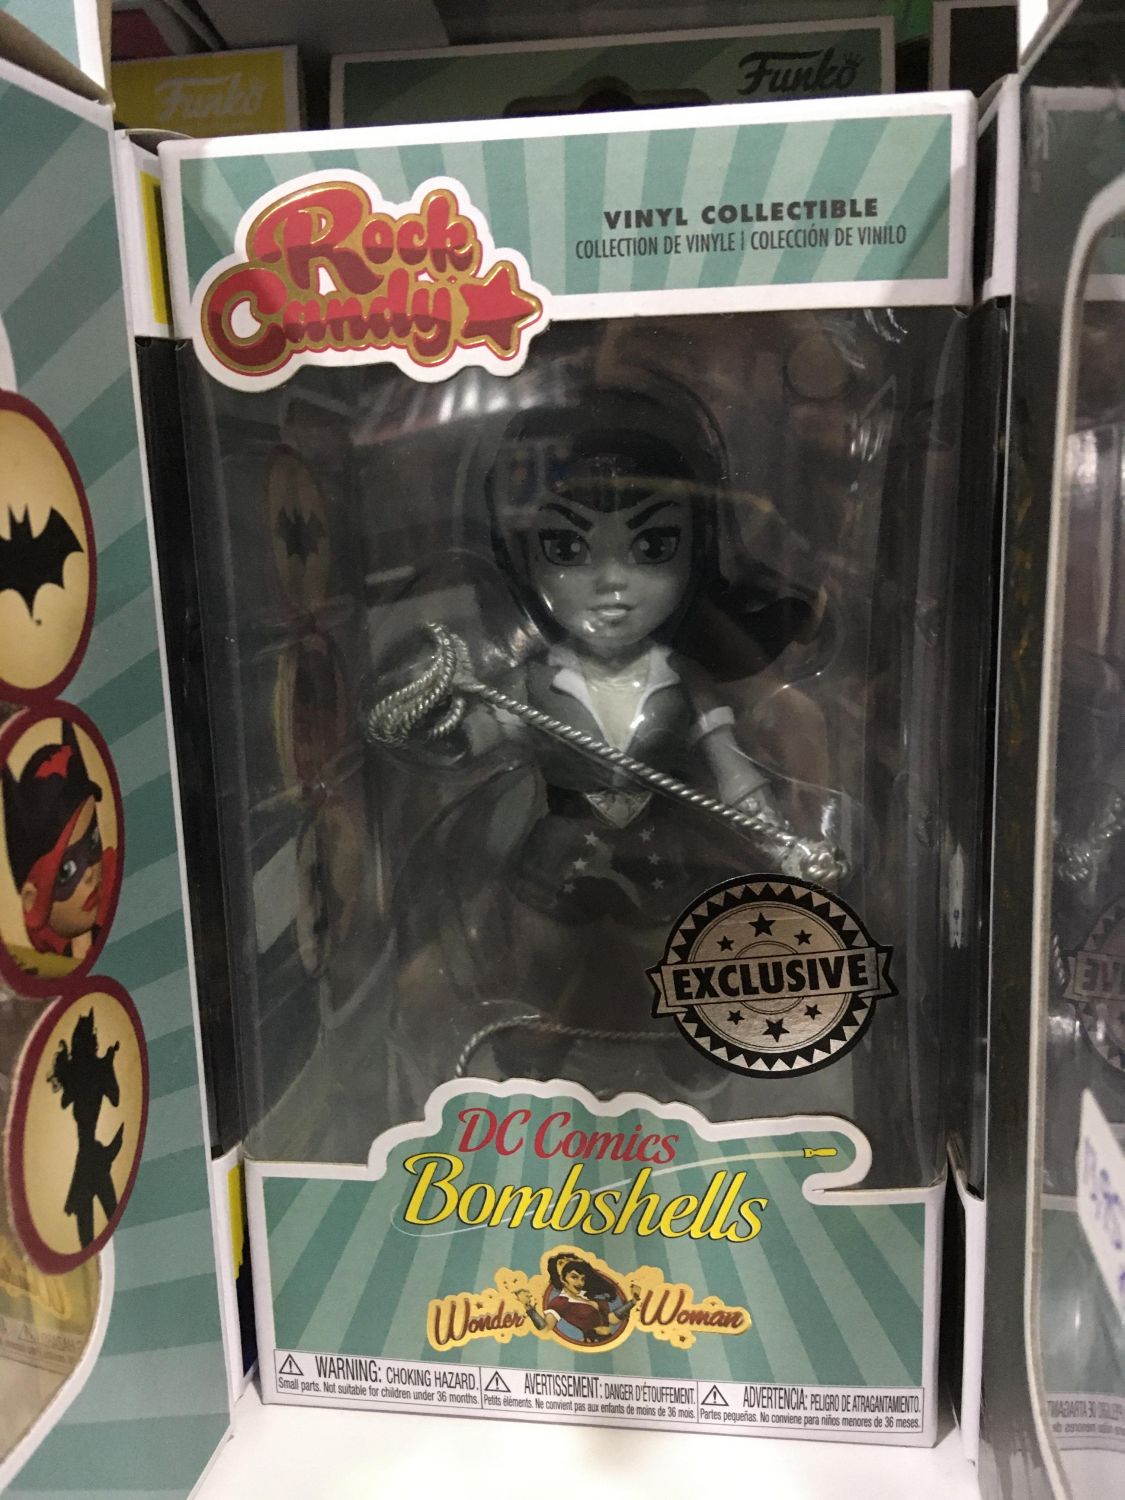 Funko
Funko
Rock
Candy
VINYL COLLECTIBLE
COLLECTION DE VINYLE | COLECCIÓN DE VINILO
EXCLUSIVE
DC Comics
Bombshells
Wonder Woman
WARNING: CHOKING HAZARD.
Small parts. Not suitable for children under 36 months.
AVERTISSEMENT: DANGER D'ÉTOUFFEMENT.
Petits éléments. Ne convient pas aux enfants de moins de 36 mois.
ADVERTENCIA: PELIGRO DE ATRAGANTAMIENTO.
Partes pequeñas. No conviene para niños menores de 36 meses.